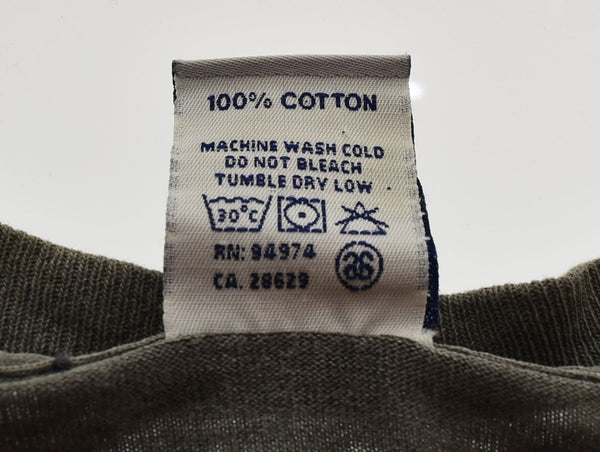 100% COTTON
MACHINE WASH COLD
DO NOT BLEACH
TUMBLE DRY LOW
30°C
RN: 94974
CA. 28629